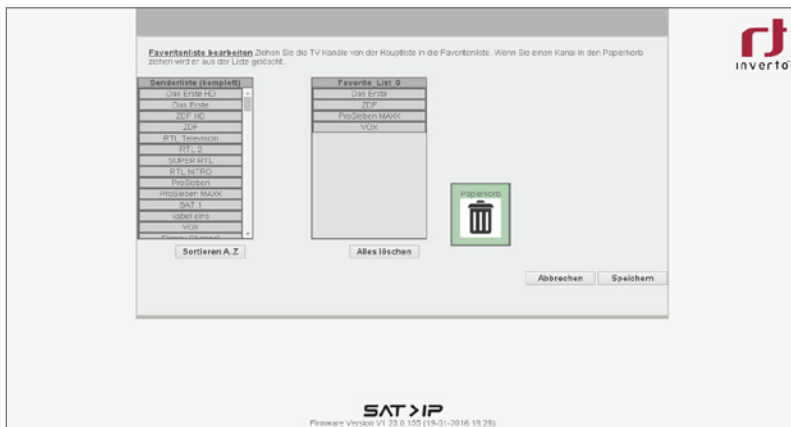 Favoritenliste bearbeiten Ziehen Sie die TV Kanäle von der Hauptliste in die Favoritenliste. Wenn Sie einen Kanal in den Papierkorb
ziehen wird er aus der Liste gelöscht.
inverto
Senderliste (komplett)
Das Erste HD
Das Erste
ZDF HD
ZDF
RTL Television
RTL 2
SUPER RTL
RTL NITRO
ProSieben
ProSieben MAXX
SAT.1
kabel eins
VOX
Sortieren A..Z
Favorite_List_0
Das Erste
ZDF
ProSieben MAXX
VOX
Alles löschen
Papierkorb
Abbrechen
Speichern
SAT>IP
Firmware Version V1.23.0.155 (19-01-2016 18:28)